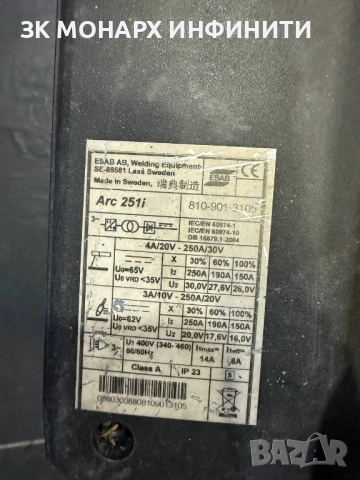 ЗК МОНАРХ ИНФИНИТИ
ESAB AB, Welding Equipment
SE-69581 Laxå Sweden
Made in Sweden, 瑞典制造
ESAB
CE
Arc 251i
810-901-3105
3~
IEC/EN 60974-1
IEC/EN 60974-10
GB 15579.1-2004
4A/20V - 250A/30V
X 30% 60% 100%
U0=65V I2 250A 190A 150A
U0 VRD <35V U2 30,0V 27,6V 26,0V
3A/10V - 250A/20V
X 30% 60% 100%
U0=62V I2 250A 190A 150A
U0 VRD <35V U2 20,0V 17,6V 16,0V
3~ U1 400V (340-460) I1max I1eff
50/60Hz 14A 8A
Class A IP 23 S
bazar